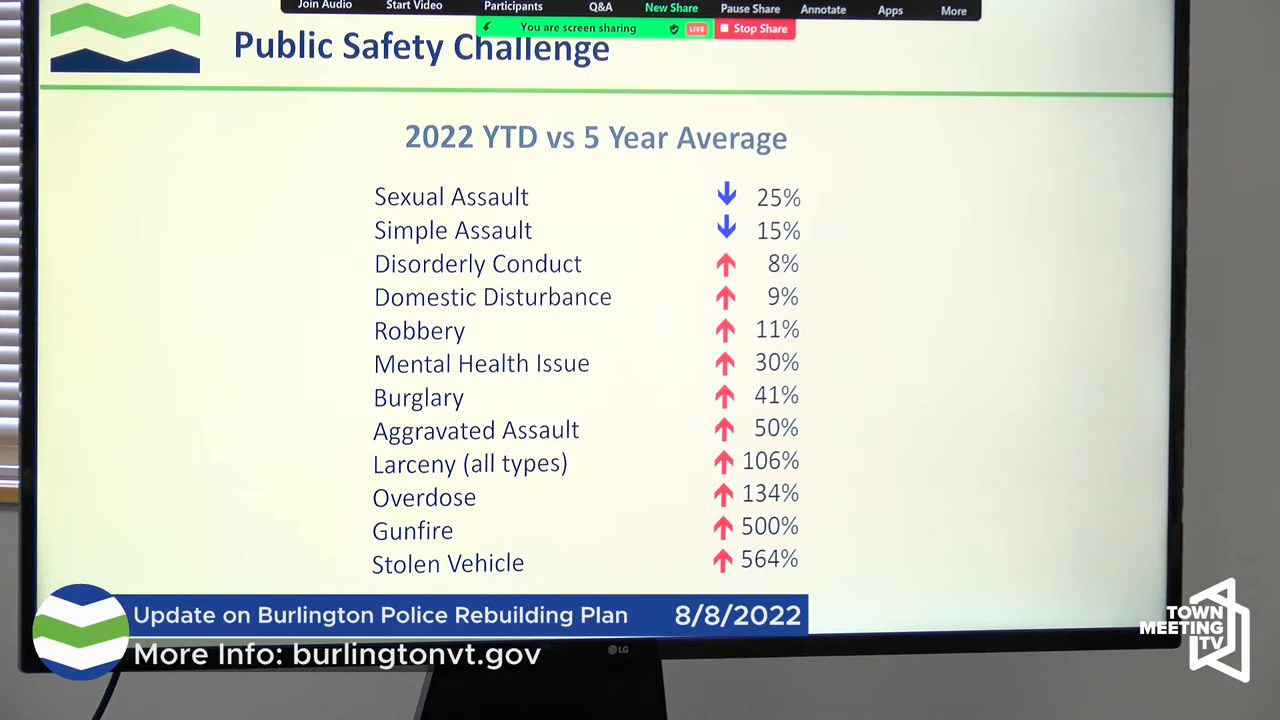 Join Audio Start Video Participants Q&A New Share Pause Share Annotate Apps More
You are screen sharing LIVE Stop Share
Public Safety Challenge
2022 YTD vs 5 Year Average
Sexual Assault 25%
Simple Assault 15%
Disorderly Conduct 8%
Domestic Disturbance 9%
Robbery 11%
Mental Health Issue 30%
Burglary 41%
Aggravated Assault 50%
Larceny (all types) 106%
Overdose 134%
Gunfire 500%
Stolen Vehicle 564%
Update on Burlington Police Rebuilding Plan 8/8/2022
More Info: burlingtonvt.gov
LG
TOWN
MEETING
TV